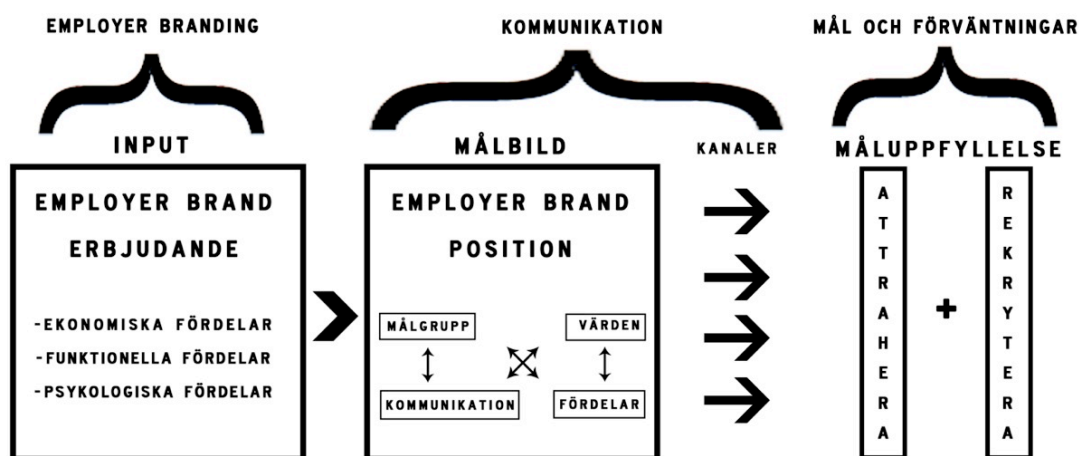 EMPLOYER BRANDING
KOMMUNIKATION
MÅL OCH FÖRVÄNTNINGAR
INPUT
MÅLBILD
KANALER
MÅLUPPFYLLELSE
EMPLOYER BRAND
ERBJUDANDE
-EKONOMISKA FÖRDELAR
-FUNKTIONELLA FÖRDELAR
-PSYKOLOGISKA FÖRDELAR
EMPLOYER BRAND
POSITION
MÅLGRUPP
VÄRDEN
KOMMUNIKATION
FÖRDELAR
ATTRAHERA
+
REKRYTERA